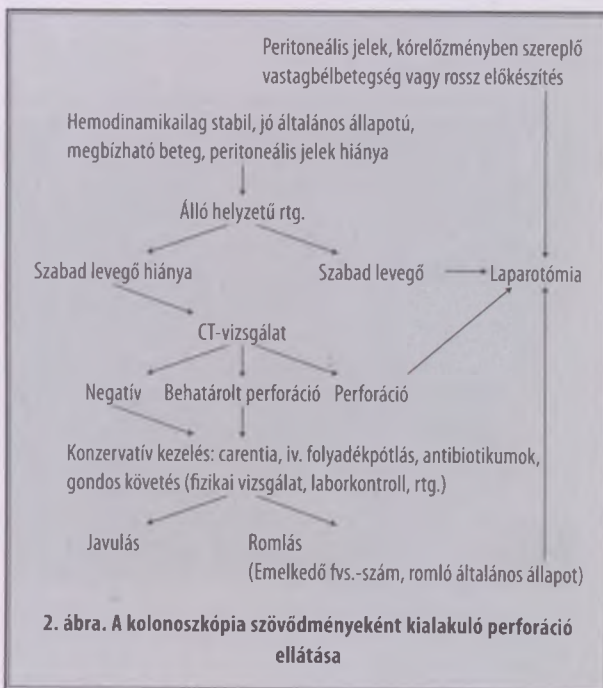 Peritoneális jelek, kórelőzményben szereplő
vastagbélbetegség vagy rossz előkészítés
Hemodinamikailag stabil, jó általános állapotú,
megbízható beteg, peritoneális jelek hiánya
Álló helyzetű rtg.
Szabad levegő hiánya
Szabad levegő
Laparotómia
CT-vizsgálat
Negatív
Behatárolt perforáció
Perforáció
Konzervatív kezelés: carentia, iv. folyadékpótlás, antibiotikumok,
gondos követés (fizikai vizsgálat, laborkontroll, rtg.)
Javulás
Romlás
(Emelkedő fvs.-szám, romló általános állapot)
2. ábra. A kolonoszkópia szövődményeként kialakuló perforáció
ellátása